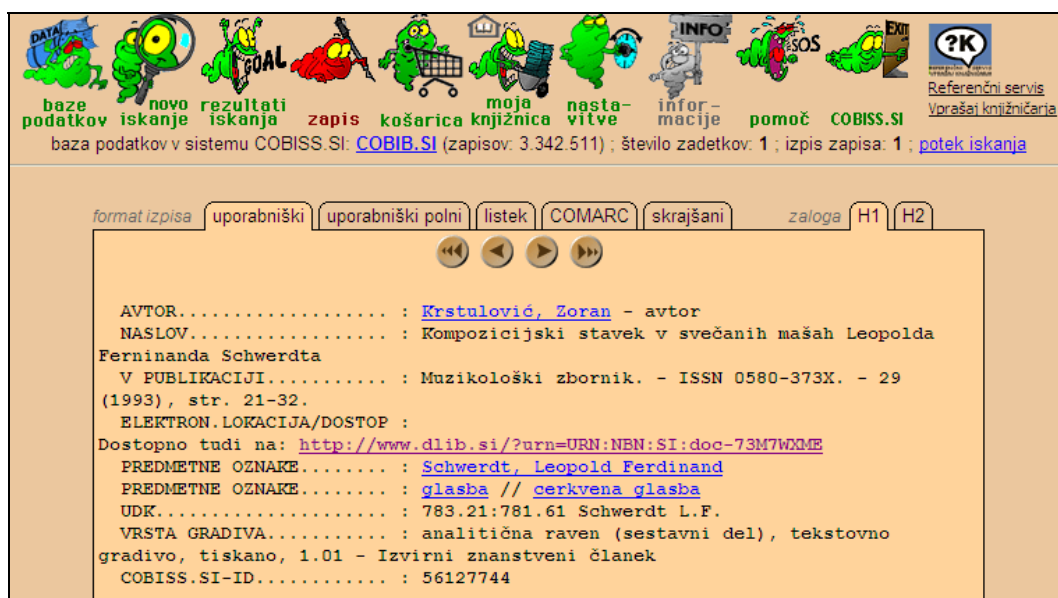 DATA
GOAL
INFO
SOS
EXIT
?K
baze podatkov
novo iskanje
rezultati iskanja
zapis
košarica
moja knjižnica
nasta-vitve
infor-macije
pomoč
COBISS.SI
Referenčni servis
Vprašaj knjižničarja
baza podatkov v sistemu COBISS.SI: COBIB.SI (zapisov: 3.342.511) ; število zadetkov: 1 ; izpis zapisa: 1 ; potek iskanja
format izpisa uporabniški uporabniški polni listek COMARC skrajšani zaloga H1 H2
AVTOR................... : Krstulović, Zoran - avtor
NASLOV.................. : Kompozicijski stavek v svečanih mašah Leopolda
Ferninanda Schwerdta
V PUBLIKACIJI........... : Muzikološki zbornik. - ISSN 0580-373X. - 29
(1993), str. 21-32.
ELEKTRON.LOKACIJA/DOSTOP :
Dostopno tudi na: http://www.dlib.si/?urn=URN:NBN:SI:doc-73M7WXME
PREDMETNE OZNAKE........ : Schwerdt, Leopold Ferdinand
PREDMETNE OZNAKE........ : glasba // cerkvena glasba
UDK..................... : 783.21:781.61 Schwerdt L.F.
VRSTA GRADIVA........... : analitična raven (sestavni del), tekstovno
gradivo, tiskano, 1.01 - Izvirni znanstveni članek
COBISS.SI-ID............ : 56127744